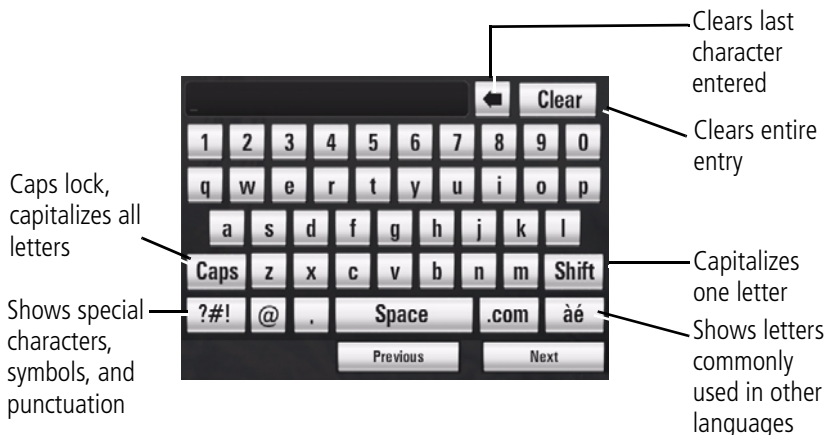 Clears last
character
entered
_
Clear
Clears entire
entry
1 2 3 4 5 6 7 8 9 0
q w e r t y u i o p
Caps lock,
capitalizes all
letters
a s d f g h j k l
Caps z x c v b n m Shift
Capitalizes
one letter
Shows special
characters,
symbols, and
punctuation
?#! @ . Space .com àé
Shows letters
commonly
used in other
languages
Previous Next